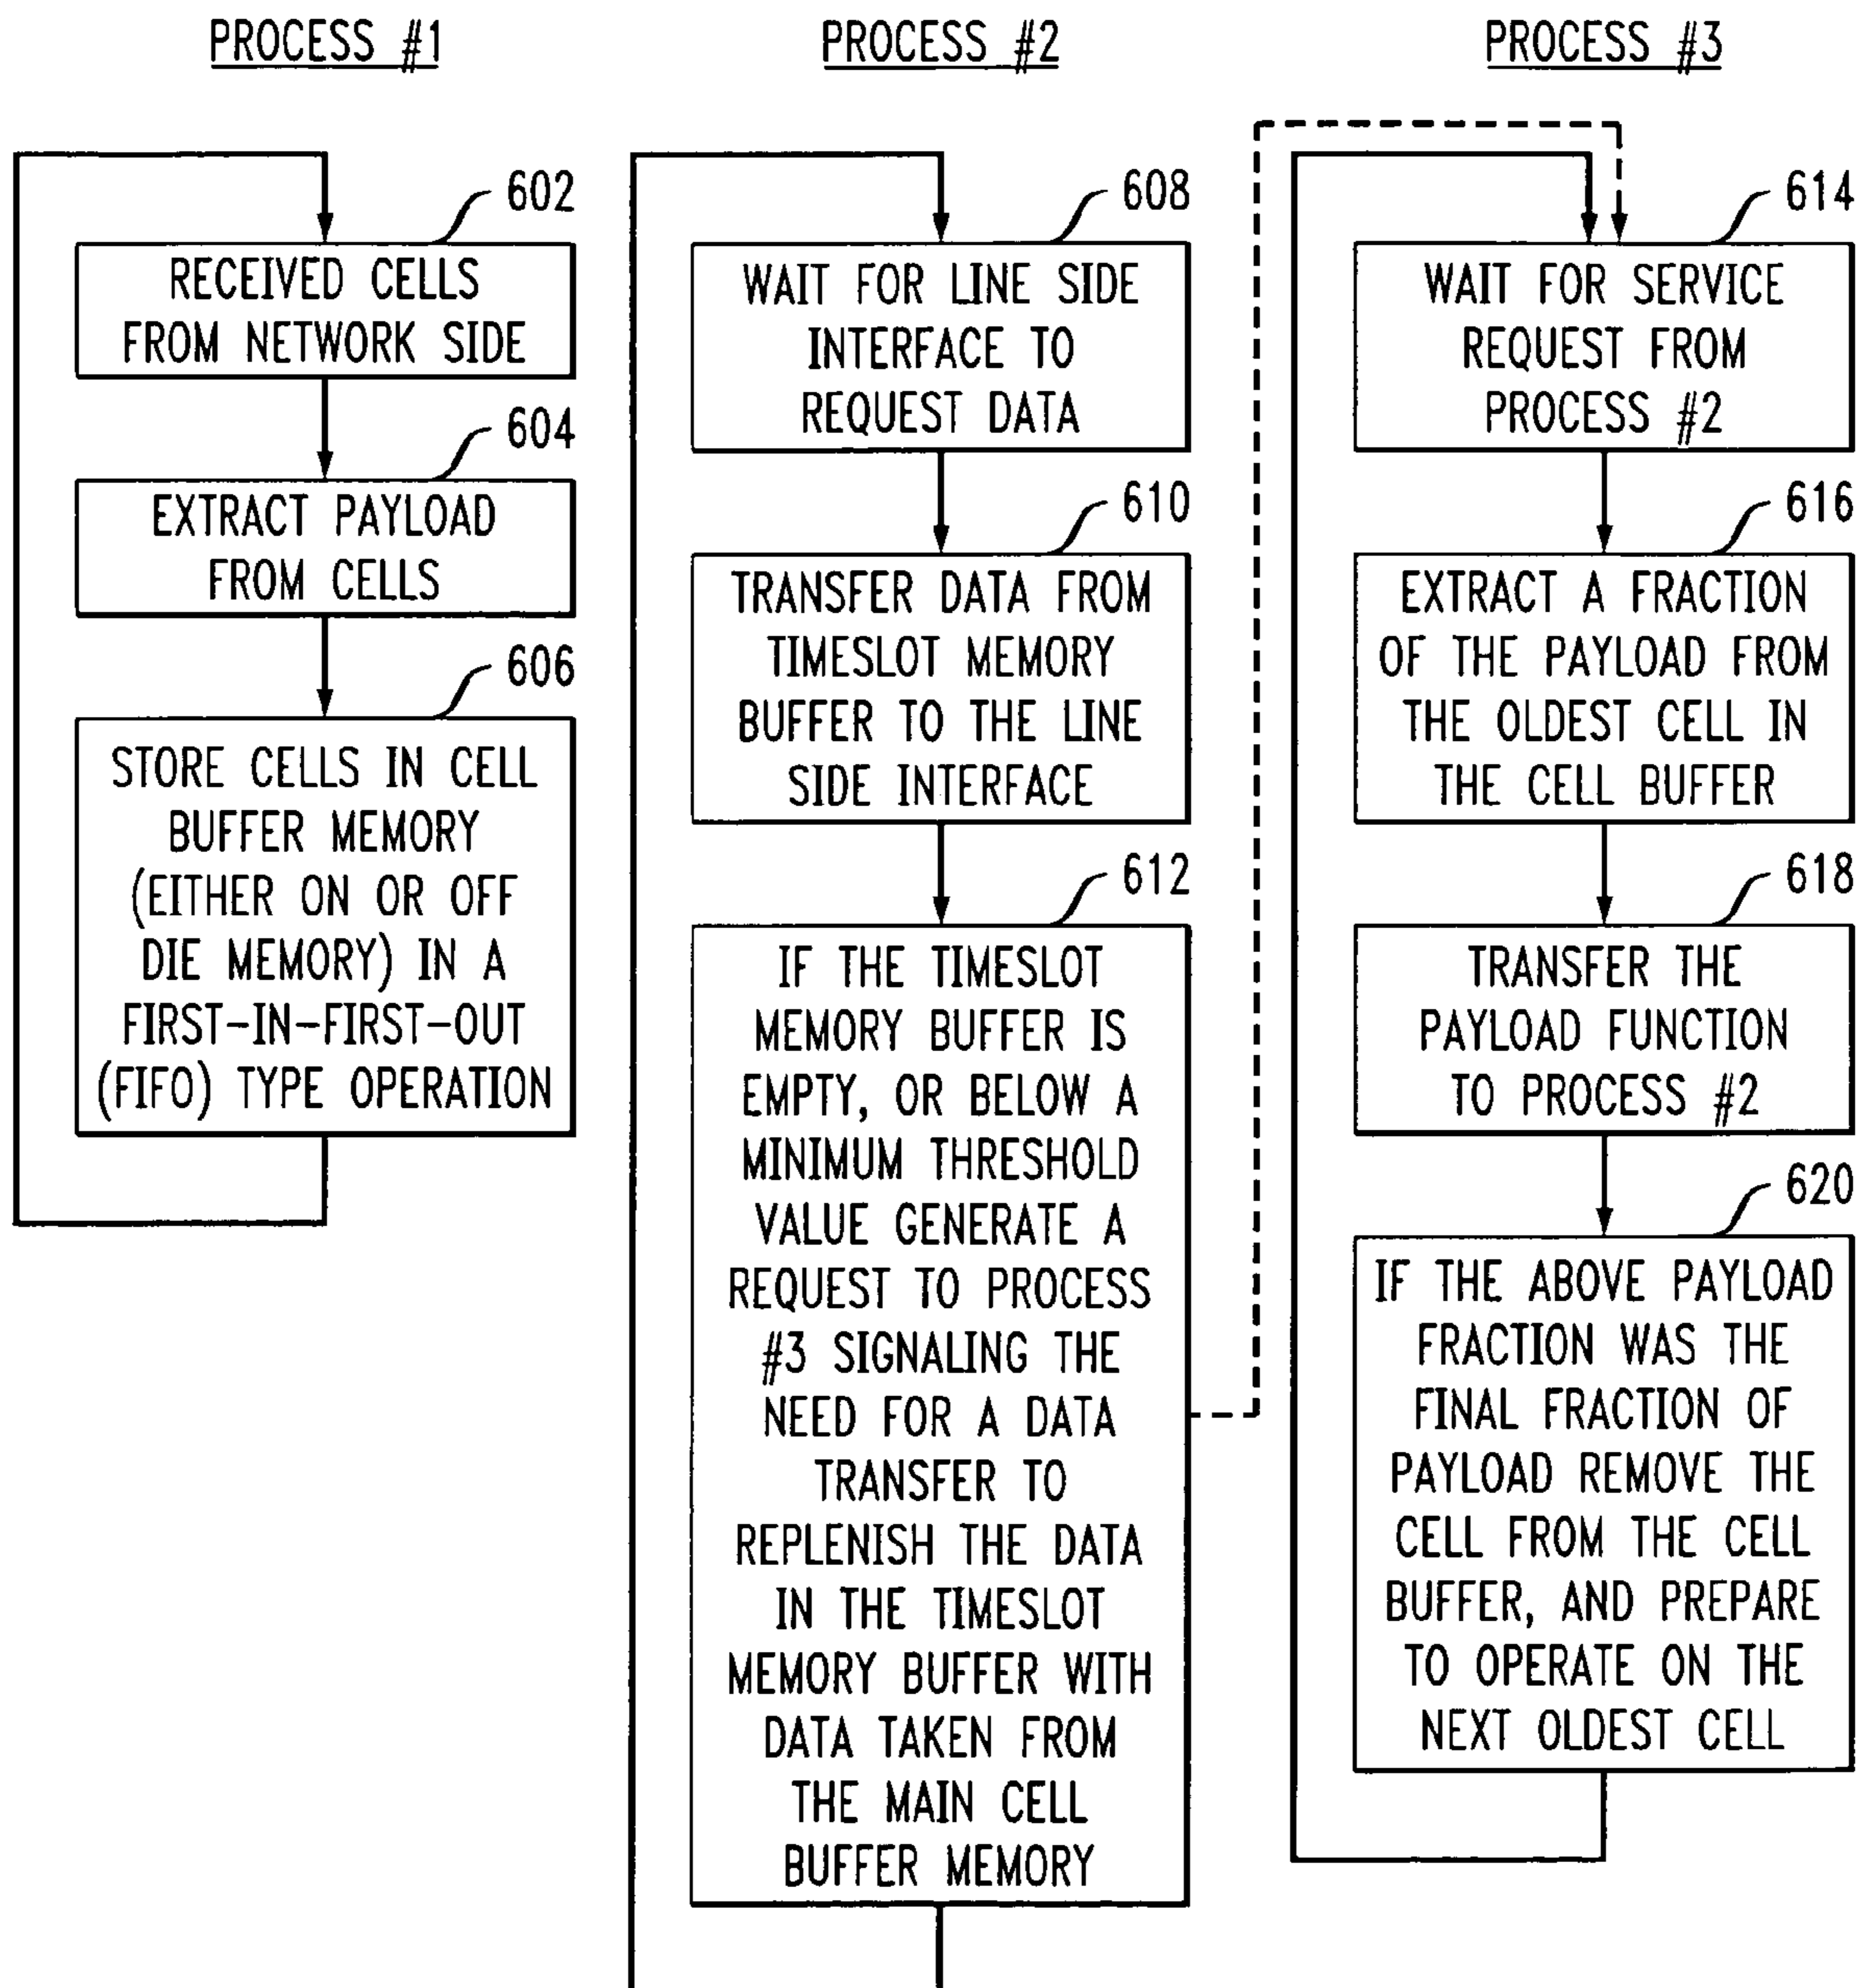 PROCESS #1
602
RECEIVED CELLS
FROM NETWORK SIDE
604
EXTRACT PAYLOAD
FROM CELLS
606
STORE CELLS IN CELL
BUFFER MEMORY
(EITHER ON OR OFF
DIE MEMORY) IN A
FIRST-IN-FIRST-OUT
(FIFO) TYPE OPERATION
PROCESS #2
608
WAIT FOR LINE SIDE
INTERFACE TO
REQUEST DATA
610
TRANSFER DATA FROM
TIMESLOT MEMORY
BUFFER TO THE LINE
SIDE INTERFACE
612
IF THE TIMESLOT
MEMORY BUFFER IS
EMPTY, OR BELOW A
MINIMUM THRESHOLD
VALUE GENERATE A
REQUEST TO PROCESS
#3 SIGNALING THE
NEED FOR A DATA
TRANSFER TO
REPLENISH THE DATA
IN THE TIMESLOT
MEMORY BUFFER WITH
DATA TAKEN FROM
THE MAIN CELL
BUFFER MEMORY
PROCESS #3
614
WAIT FOR SERVICE
REQUEST FROM
PROCESS #2
616
EXTRACT A FRACTION
OF THE PAYLOAD FROM
THE OLDEST CELL IN
THE CELL BUFFER
618
TRANSFER THE
PAYLOAD FUNCTION
TO PROCESS #2
620
IF THE ABOVE PAYLOAD
FRACTION WAS THE
FINAL FRACTION OF
PAYLOAD REMOVE THE
CELL FROM THE CELL
BUFFER, AND PREPARE
TO OPERATE ON THE
NEXT OLDEST CELL